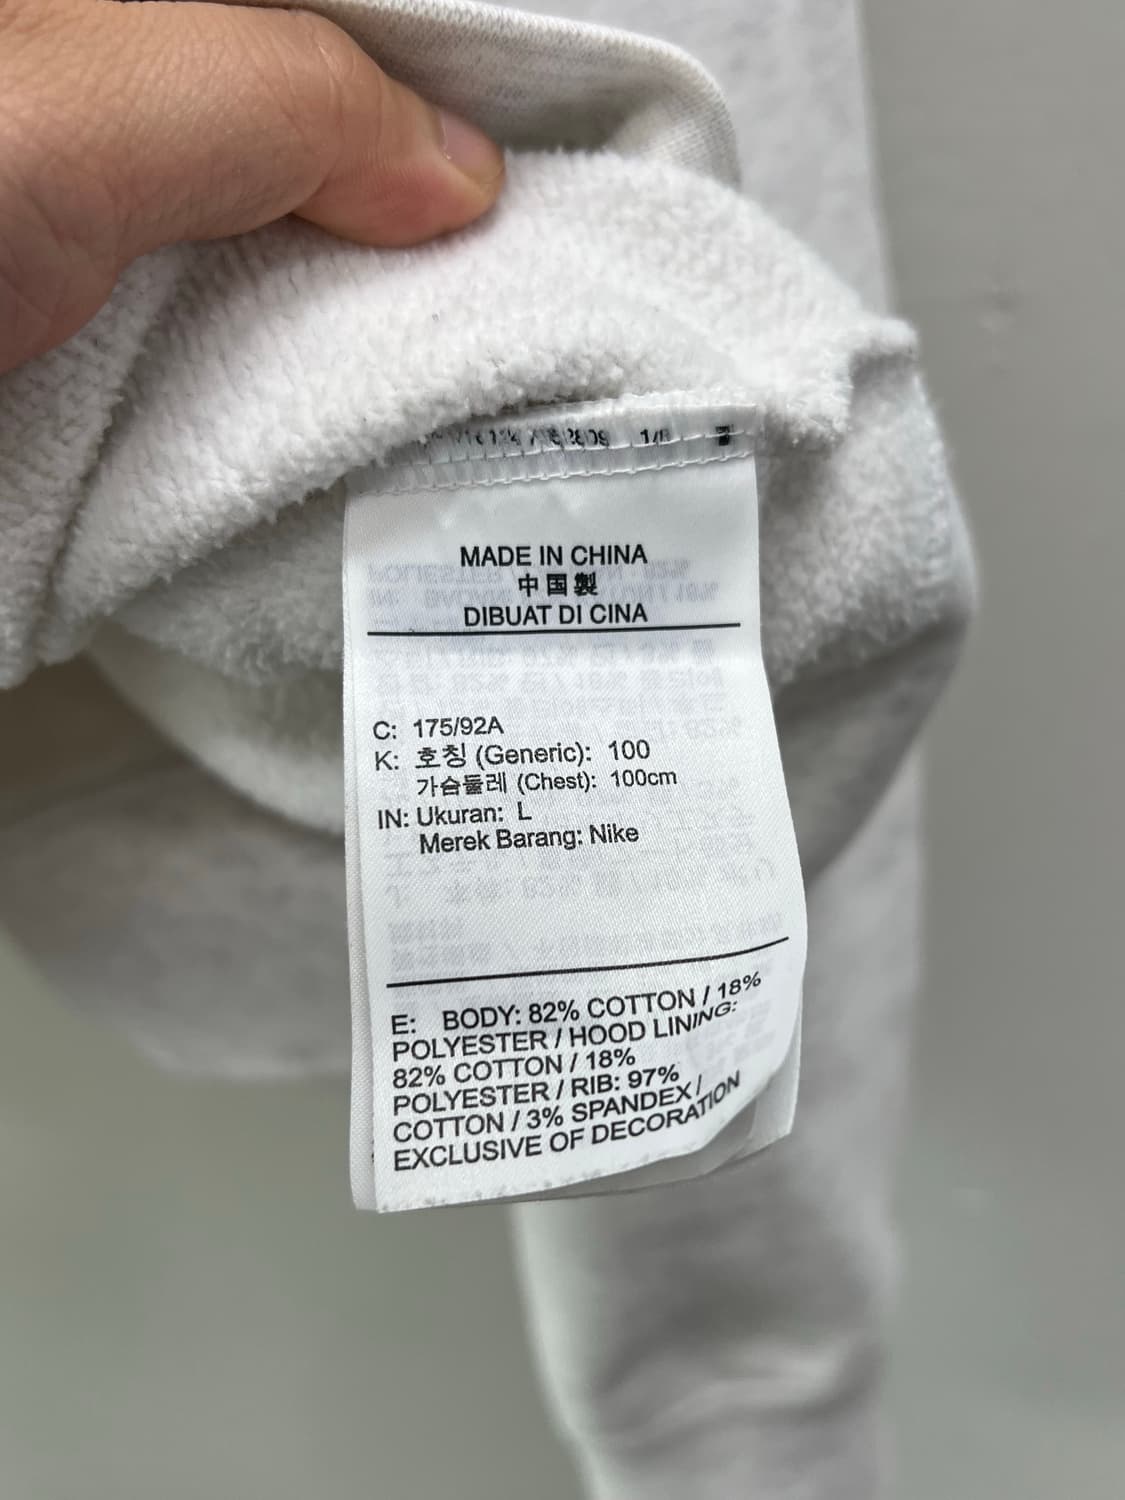 MADE IN CHINA
中国製
DIBUAT DI CINA
C: 175/92A
K: 호칭 (Generic): 100
가슴둘레 (Chest): 100cm
IN: Ukuran: L
Merek Barang: Nike
E: BODY: 82% COTTON / 18%
POLYESTER / HOOD LINING:
82% COTTON / 18%
POLYESTER / RIB: 97%
COTTON / 3% SPANDEX /
EXCLUSIVE OF DECORATION